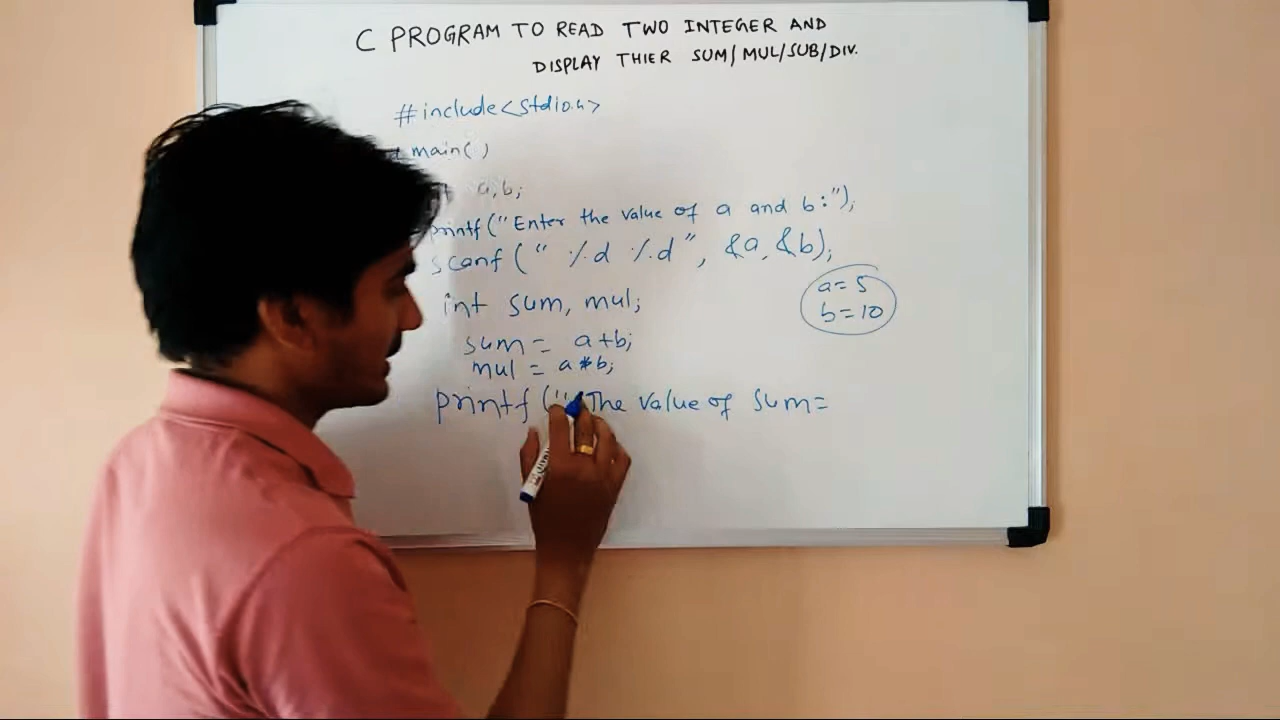 C PROGRAM TO READ TWO INTEGER AND
DISPLAY THIER SUM/MUL/SUB/DIV.
#include<stdio.h>
main()
a,b;
printf("Enter the value of a and b:");
scanf(" %d %d", &a, &b);
a= 5
b=10
int sum, mul;
sum = a+b;
mul = a*b;
printf (" The value of sum=